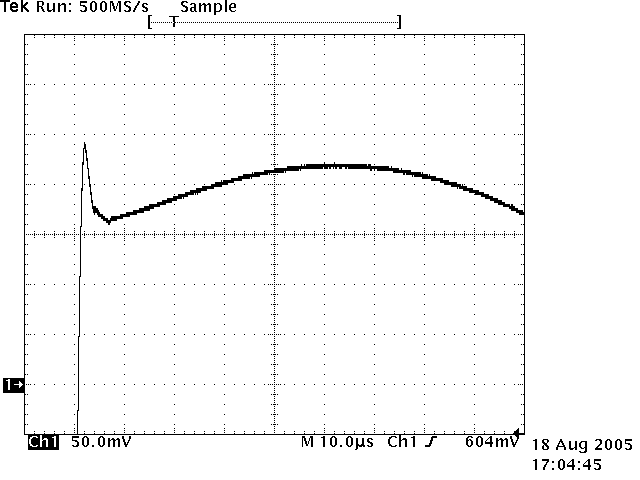 Tek Run: 500MS/s Sample
T
1→
Ch1 50.0mV M 10.0µs Ch1 604mV
18 Aug 2005
17:04:45